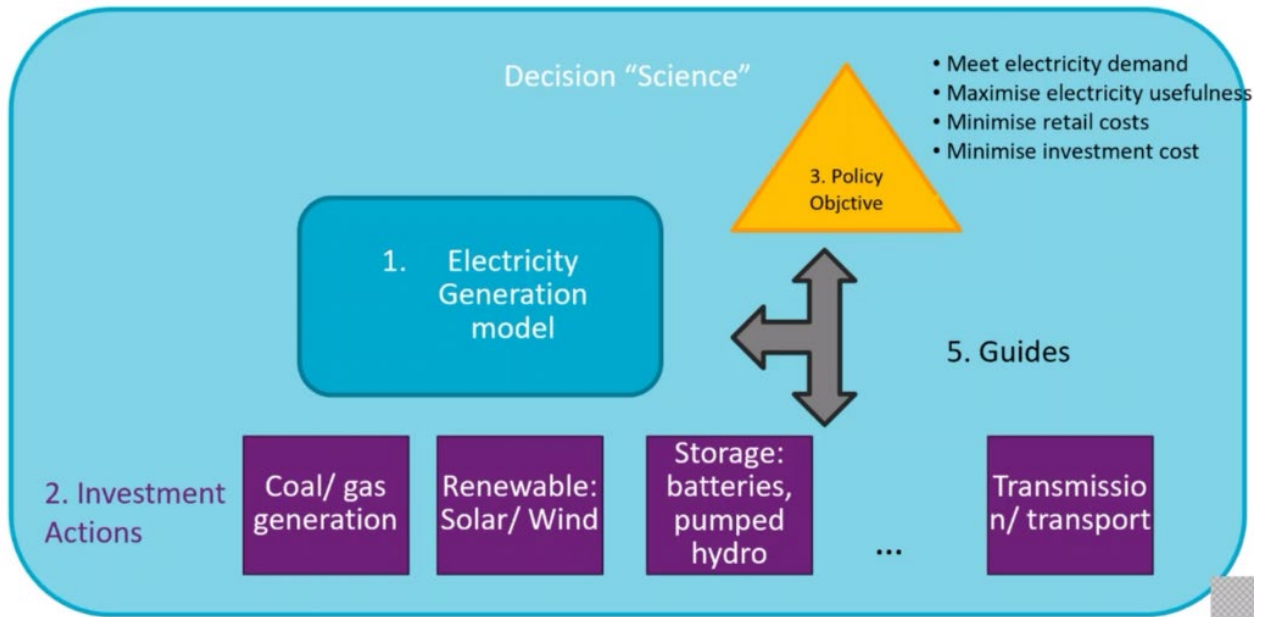 Decision “Science”
• Meet electricity demand
• Maximise electricity usefulness
• Minimise retail costs
• Minimise investment cost
3. Policy
Objctive
1. Electricity
Generation
model
5. Guides
2. Investment
Actions
Coal/ gas
generation
Renewable:
Solar/ Wind
Storage:
batteries,
pumped
hydro
...
Transmissio
n/ transport